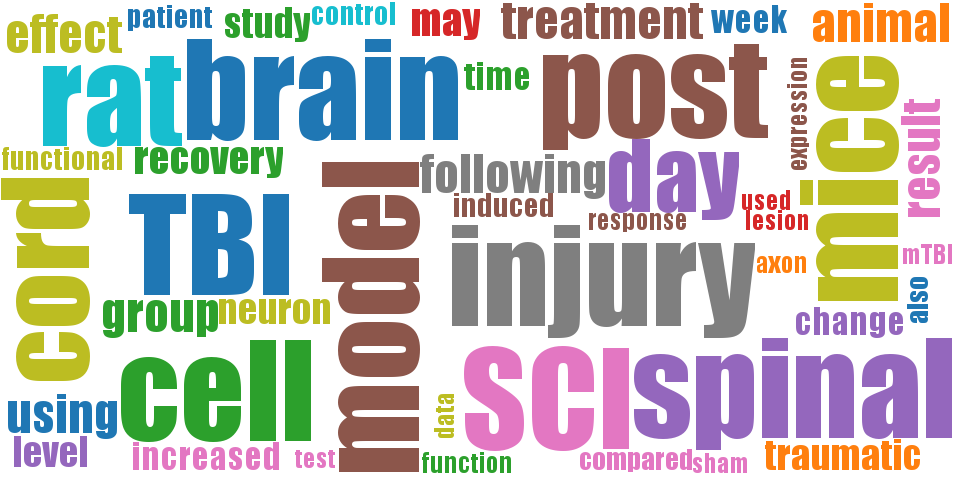 effect
patient
study
control
may
treatment
week
animal
rat
brain
time
post
expression
mice
result
functional
recovery
model
following
day
induced
response
used
lesion
cord
TBI
injury
axon
mTBI
also
group
neuron
change
cell
SCI
spinal
using
level
increased
test
data
function
compared
sham
traumatic